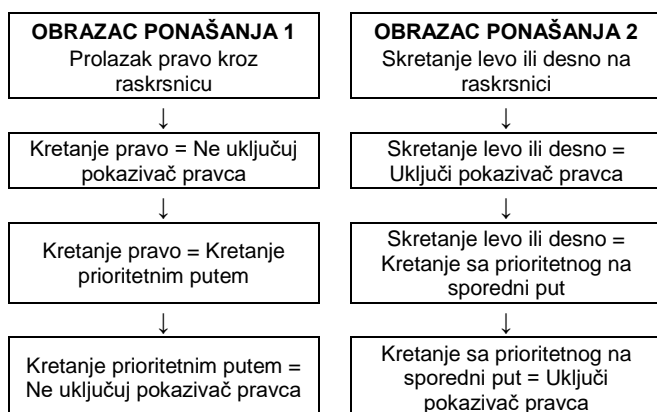 OBRAZAC PONAŠANJA 1
Prolazak pravo kroz
raskrsnicu
↓
Kretanje pravo = Ne uključuj
pokazivač pravca
↓
Kretanje pravo = Kretanje
prioritetnim putem
↓
Kretanje prioritetnim putem =
Ne uključuj pokazivač pravca
OBRAZAC PONAŠANJA 2
Skretanje levo ili desno na
raskrsnici
↓
Skretanje levo ili desno =
Uključi pokazivač pravca
↓
Skretanje levo ili desno =
Kretanje sa prioritetnog na
sporedni put
↓
Kretanje sa prioritetnog na
sporedni put = Uključi
pokazivač pravca